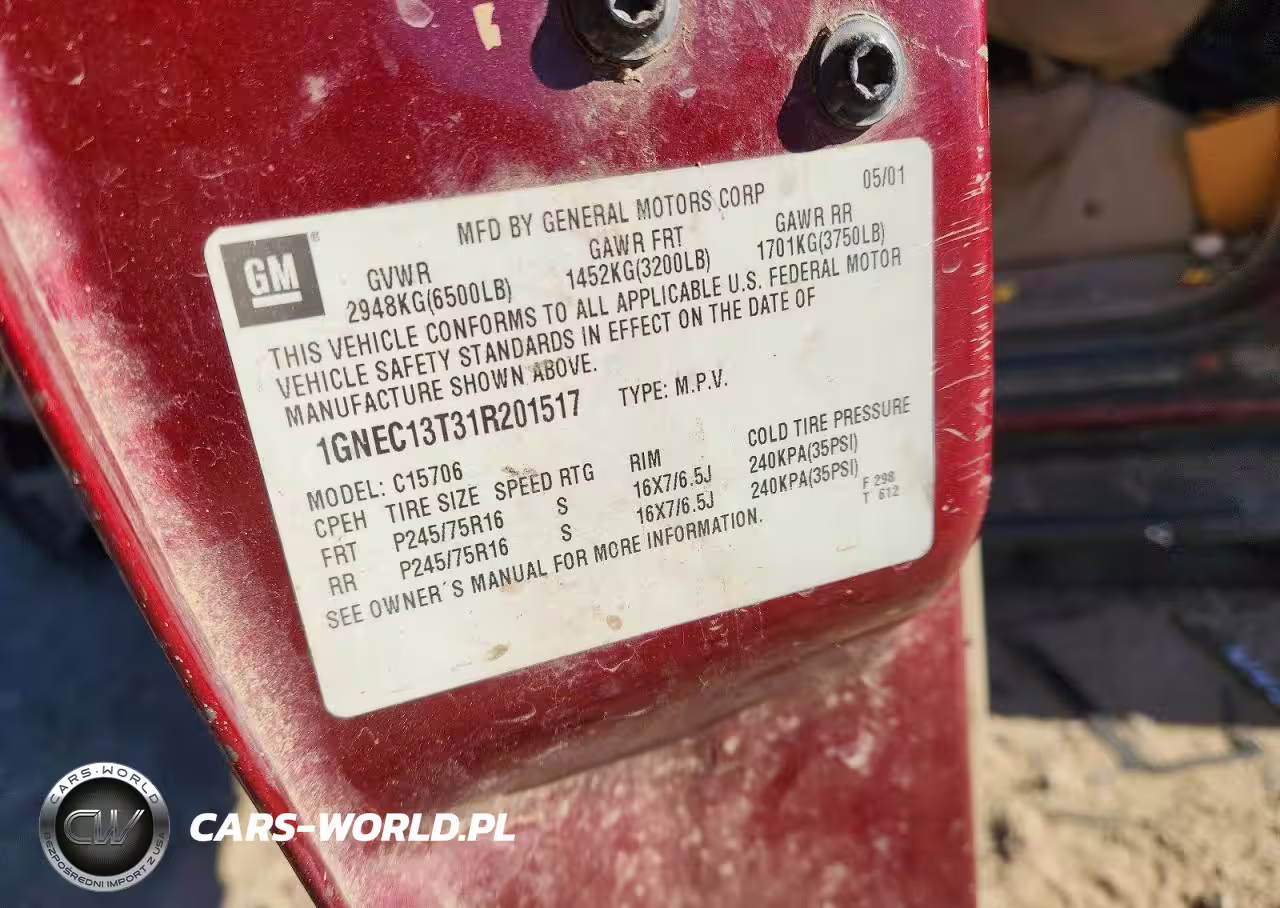 05/01
MFD BY GENERAL MOTORS CORP
GM®
GVWR GAWR FRT GAWR RR
2948KG(6500LB) 1452KG(3200LB) 1701KG(3750LB)
THIS VEHICLE CONFORMS TO ALL APPLICABLE U.S. FEDERAL MOTOR
VEHICLE SAFETY STANDARDS IN EFFECT ON THE DATE OF
MANUFACTURE SHOWN ABOVE.
1GNEC13T31R201517 TYPE: M.P.V.
MODEL: C15706
CPEH TIRE SIZE SPEED RTG RIM COLD TIRE PRESSURE
FRT P245/75R16 S 16X7/6.5J 240KPA(35PSI)
RR P245/75R16 S 16X7/6.5J 240KPA(35PSI)
F 298
T 612
SEE OWNER´S MANUAL FOR MORE INFORMATION.
CARS-WORLD
CW
BEZPOŚREDNI IMPORT Z USA
CARS-WORLD.PL